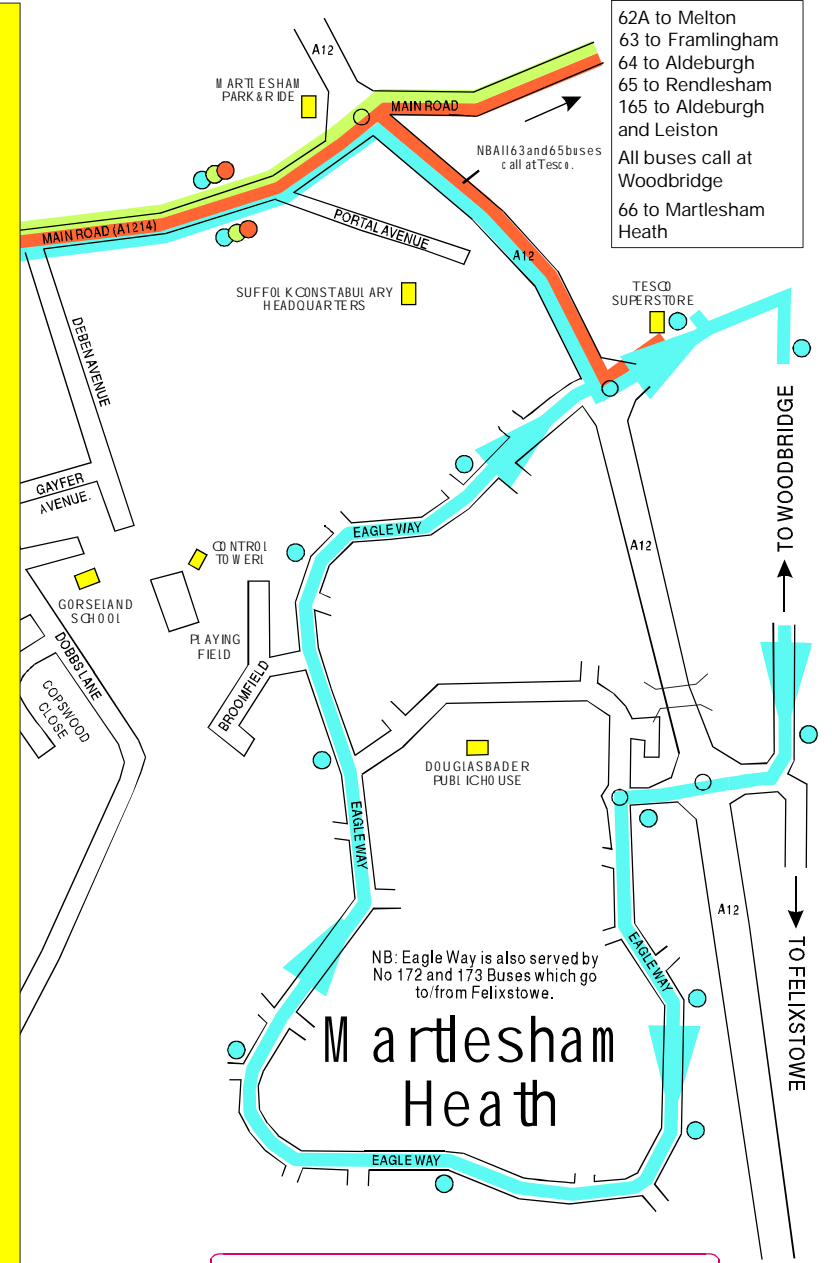 62A to Melton
63 to Framlingham
64 to Aldeburgh
65 to Rendlesham
165 to Aldeburgh
and Leiston
All buses call at
Woodbridge
66 to Martlesham
Heath
A12
MARTLESHAM
PARK & RIDE
MAIN ROAD
NB All 63 and 65 buses
call at Tesco.
MAIN ROAD (A1214)
PORTAL AVENUE
A12
SUFFOLK CONSTABULARY
HEADQUARTERS
TESCO
SUPERSTORE
DEBEN AVENUE
TO WOODBRIDGE
GAYFER
AVENUE.
EAGLE WAY
A12
CONTROL
TOWERL
GORSELAND
SCHOOL
PLAYING
FIELD
DOBBS LANE
BROOMFIELD
COPSWOOD
CLOSE
DOUGLAS BADER
PUBLIC HOUSE
EAGLE WAY
A12
EAGLE WAY
TO FELIXSTOWE
NB: Eagle Way is also served by
No 172 and 173 Buses which go
to/from Felixstowe.
Martlesham
Heath
EAGLE WAY